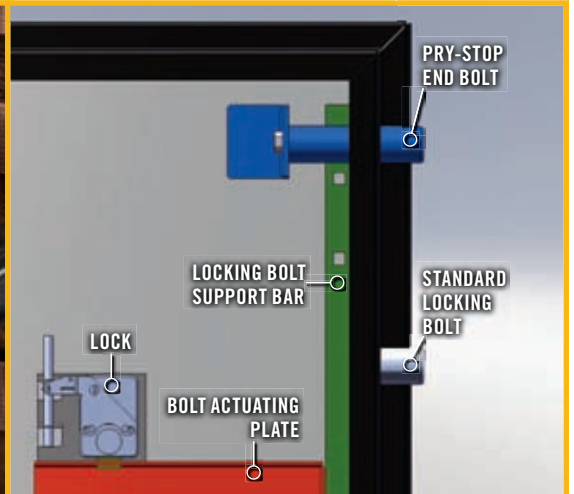 PRY-STOP
END BOLT
LOCKING BOLT
SUPPORT BAR
STANDARD
LOCKING
BOLT
LOCK
BOLT ACTUATING
PLATE